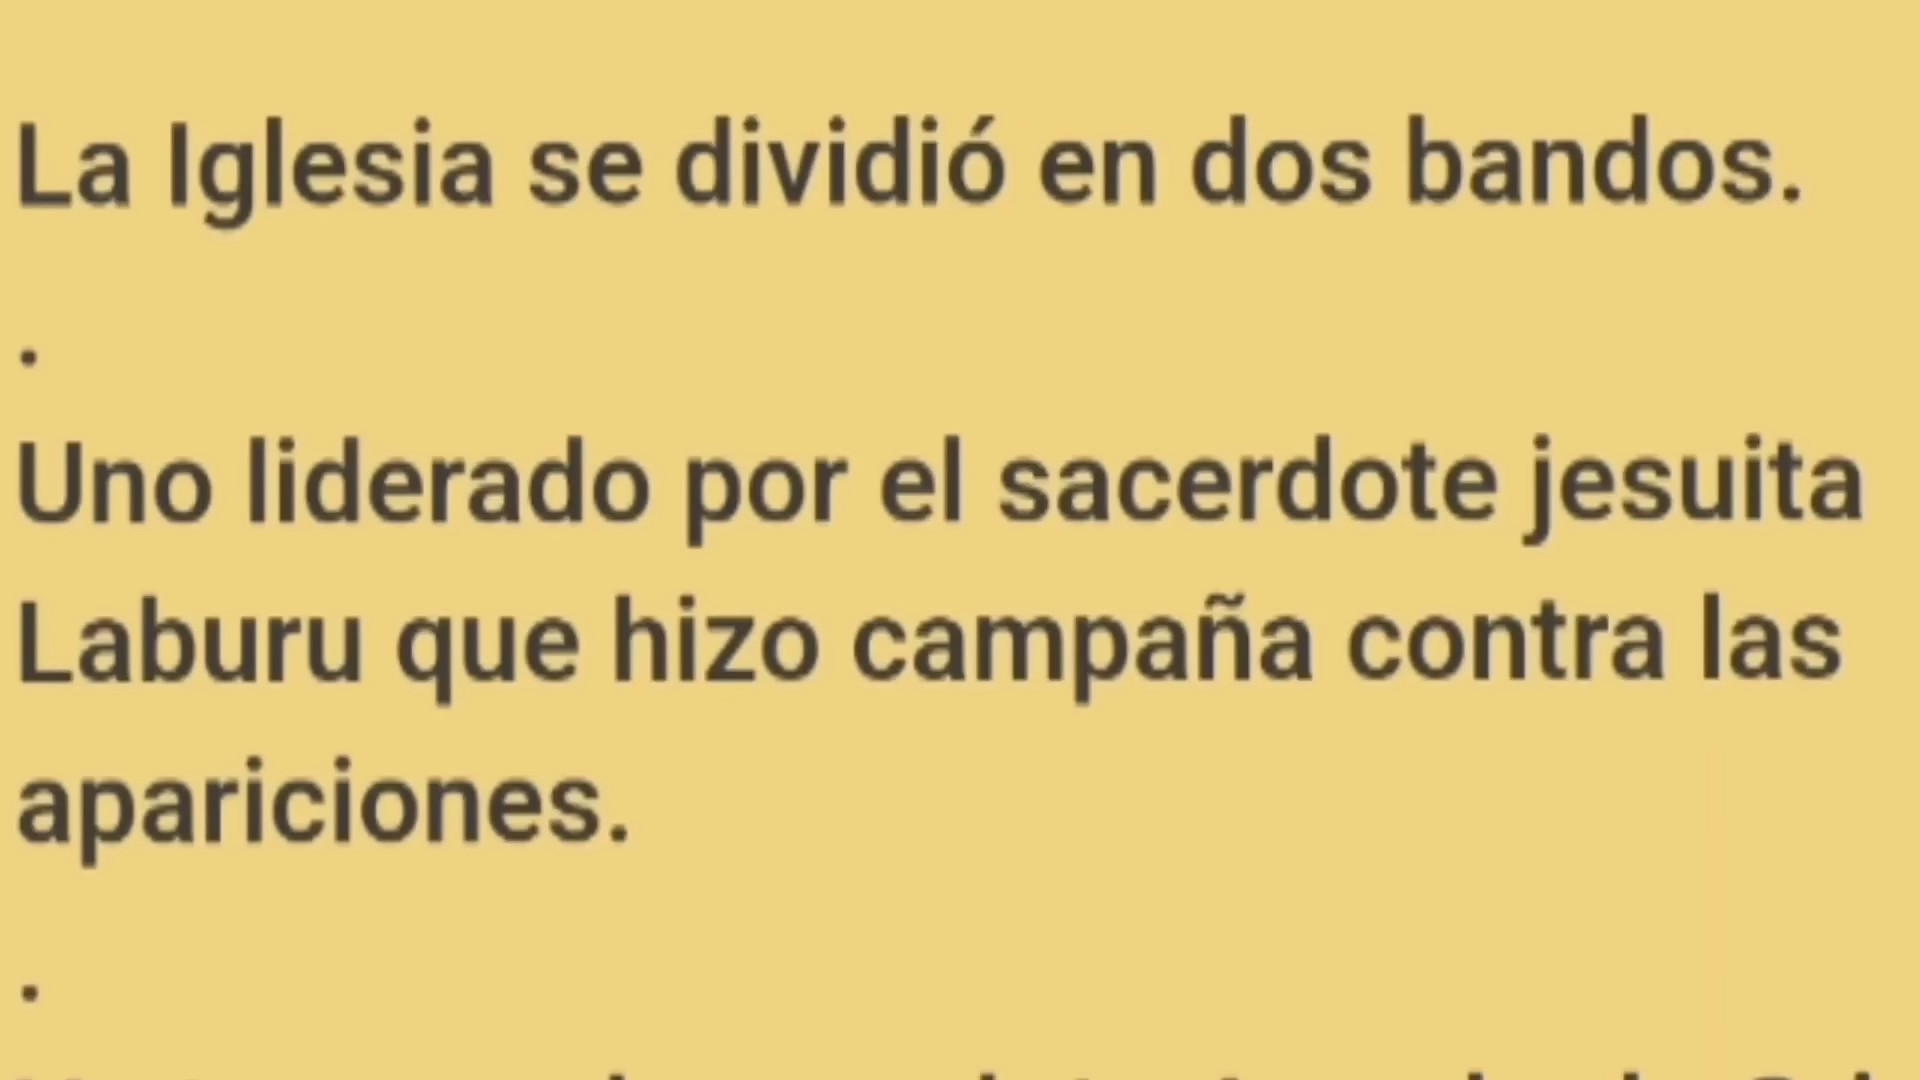 La Iglesia se dividió en dos bandos.
.
Uno liderado por el sacerdote jesuita
Laburu que hizo campaña contra las
apariciones.
.